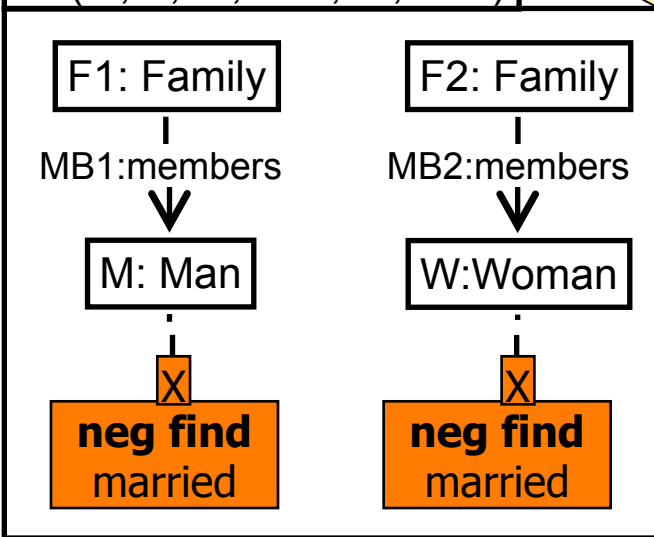 F1: Family
F2: Family
MB1:members
MB2:members
M: Man
W:Woman
X
X
neg find
married
neg find
married